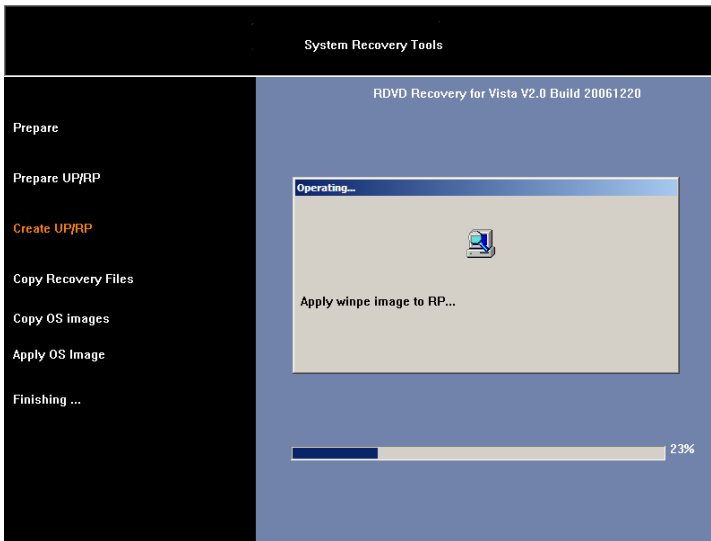 System Recovery Tools
RDVD Recovery for Vista V2.0 Build 20061220
Prepare
Prepare UP/RP
Create UP/RP
Copy Recovery Files
Copy OS images
Apply OS Image
Finishing ...
Operating...
Apply winpe image to RP...
23%